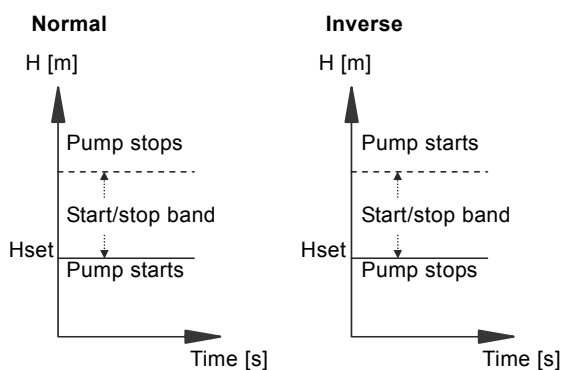 Normal
H [m]
Pump stops
Start/stop band
Hset
Pump starts
Time [s]
Inverse
H [m]
Pump starts
Start/stop band
Hset
Pump stops
Time [s]